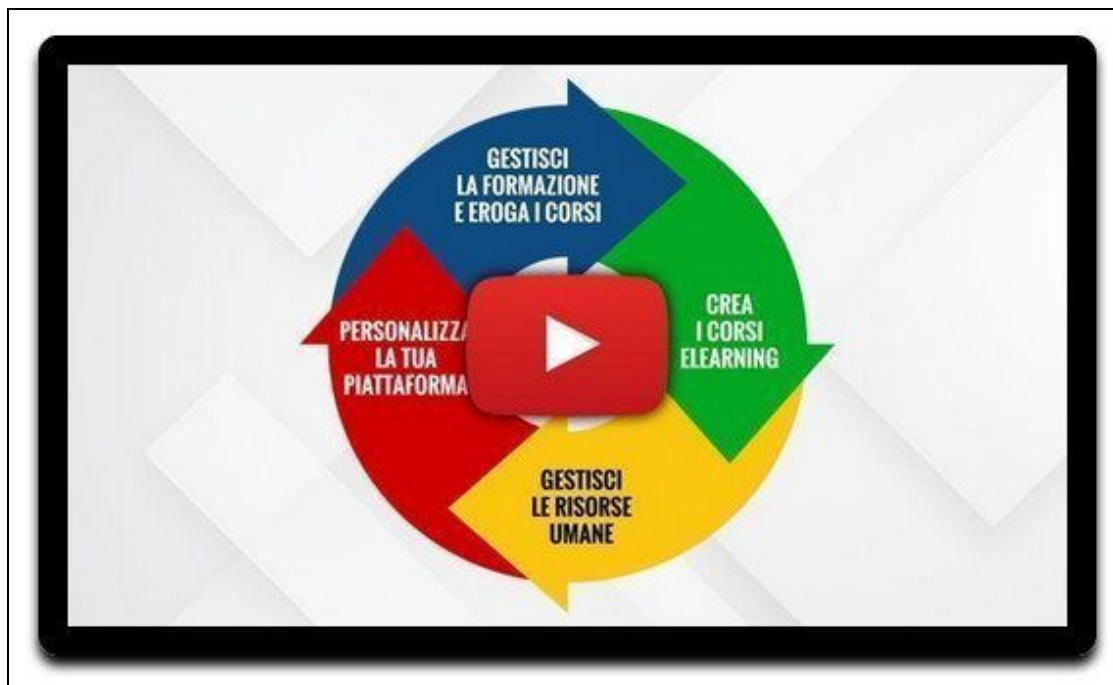 GESTISCI
LA FORMAZIONE
E EROGA I CORSI
CREA
I CORSI
ELEARNING
GESTISCI
LE RISORSE
UMANE
PERSONALIZZA
LA TUA
PIATTAFORMA